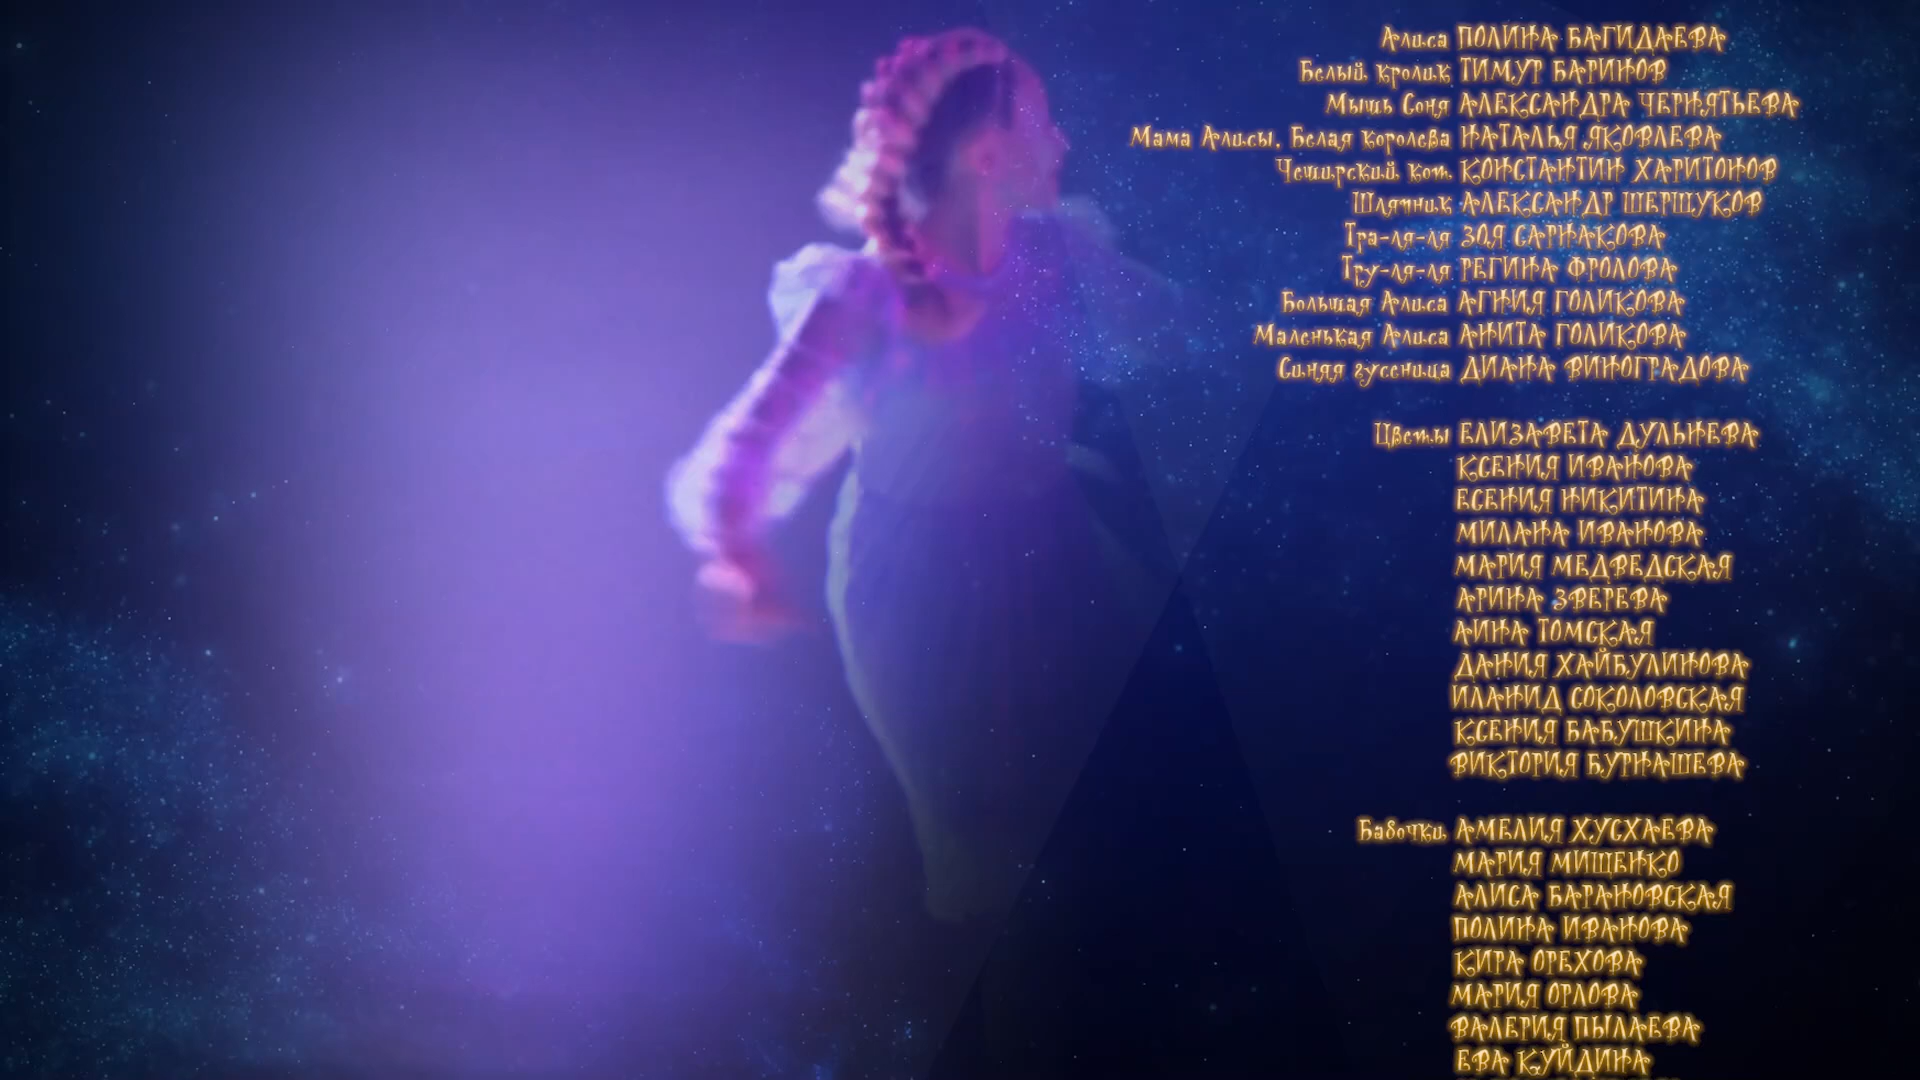 Алиса ПОЛИНА БАГИДАЕВА
Белый кролик ТИМУР БАРИНОВ
Мышь Соня АЛЕКСАНДРА ЧЕРНЯТЬЕВА
Мама Алисы, Белая королева НАТАЛЬЯ ЯКОВЛЕВА
Чеширский кот КОНСТАНТИН ХАРИТОНОВ
Шляпник АЛЕКСАНДР ШЕРШУКОВ
Тра-ля-ля ЗОЯ САРНАКОВА
Тру-ля-ля РЕГИНА ФРОЛОВА
Большая Алиса АГНИЯ ГОЛИКОВА
Маленькая Алиса АНИТА ГОЛИКОВА
Синяя гусеница ДИАНА ВИНОГРАДОВА
Цветы ЕЛИЗАВЕТА ДУЛЬНЕВА
КСЕНИЯ ИВАНОВА
ЕСЕНИЯ НИКИТИНА
МИЛАНА ИВАНОВА
МАРИЯ МЕДВЕДСКАЯ
АРИНА ЗВЕРЕВА
АННА ТОМСКАЯ
ДАНИЯ ХАЙБУЛИНОВА
ИЛАНИД СОКОЛОВСКАЯ
КСЕНИЯ БАБУШКИНА
ВИКТОРИЯ БУРНАШЕВА
Бабочки АМЕЛИЯ ХУСХАЕВА
МАРИЯ МИЩЕНКО
АЛИСА БАРАНОВСКАЯ
ПОЛИНА ИВАНОВА
КИРА ОРЕХОВА
МАРИЯ ОРЛОВА
ВАЛЕРИЯ ПЫЛАЕВА
ЕВА КУЙДИНА